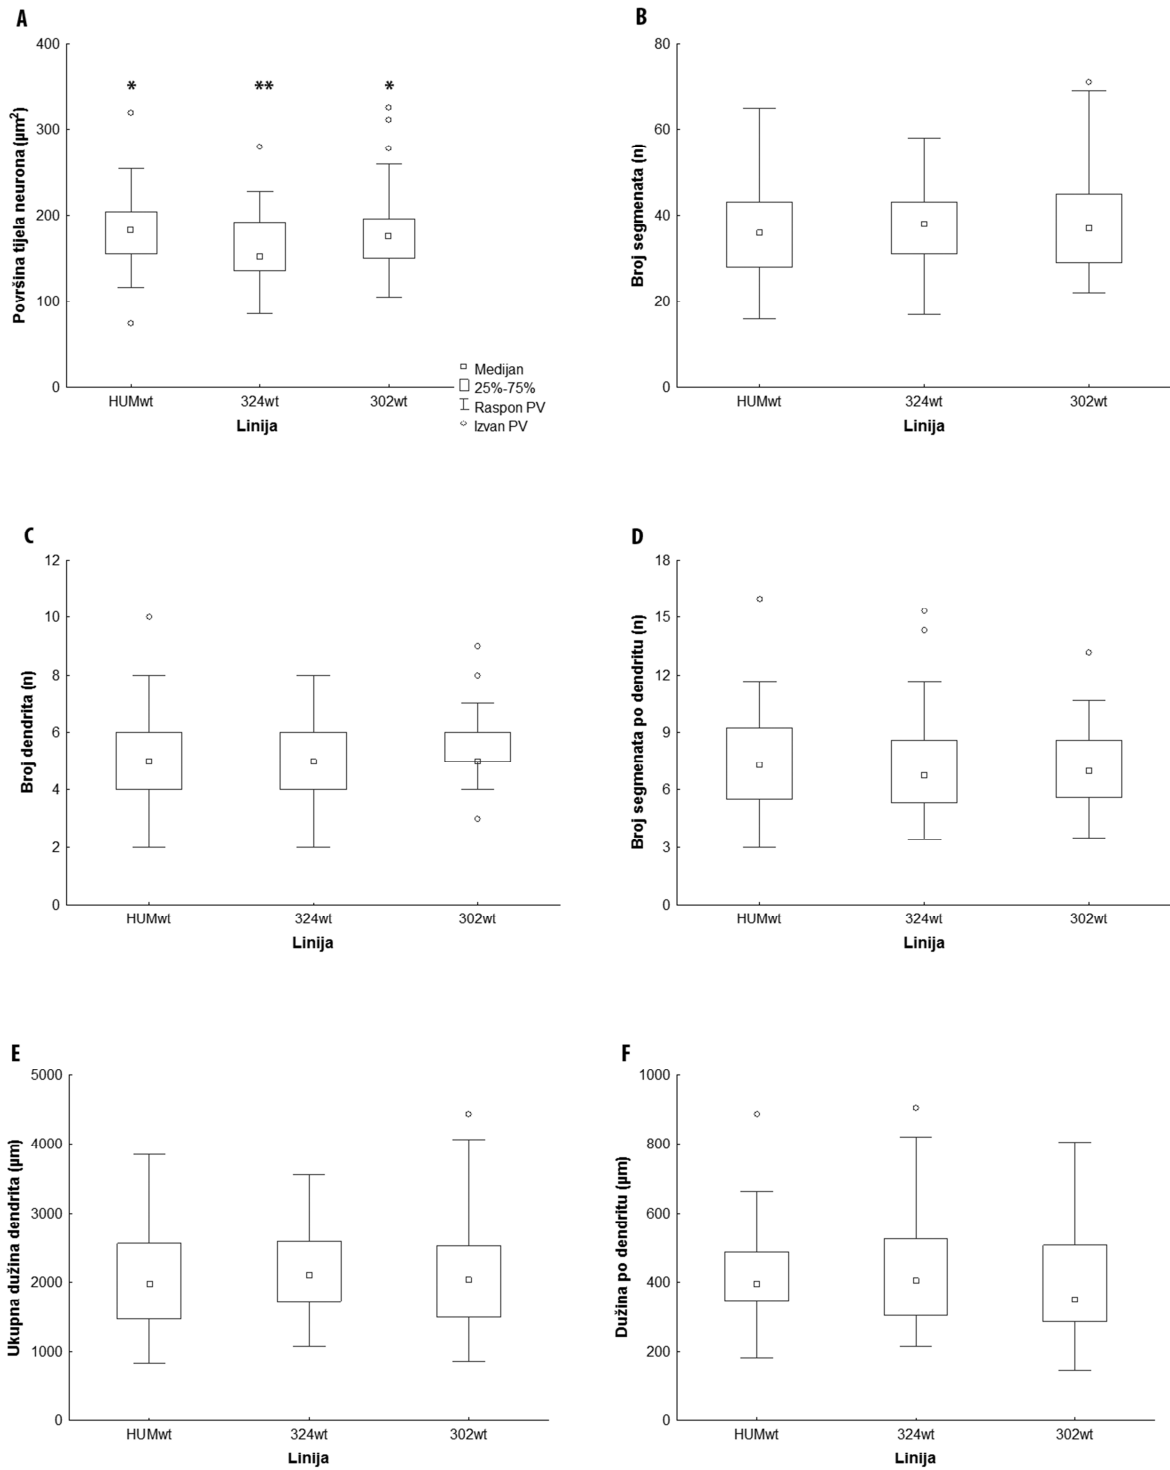 A
Površina tijela neurona (µm²)
400
300
200
100
0
* ** *
HUMwt 324wt 302wt
Linija
Medijan
25%-75%
Raspon PV
Izvan PV
B
Broj segmenata (n)
80
60
40
20
0
HUMwt 324wt 302wt
Linija
C
Broj dendrita (n)
12
10
8
6
4
2
0
HUMwt 324wt 302wt
Linija
D
Broj segmenata po dendritu (n)
18
15
12
9
6
3
0
HUMwt 324wt 302wt
Linija
E
Ukupna dužina dendrita (µm)
5000
4000
3000
2000
1000
0
HUMwt 324wt 302wt
Linija
F
Dužina po dendritu (µm)
1000
800
600
400
200
0
HUMwt 324wt 302wt
Linija